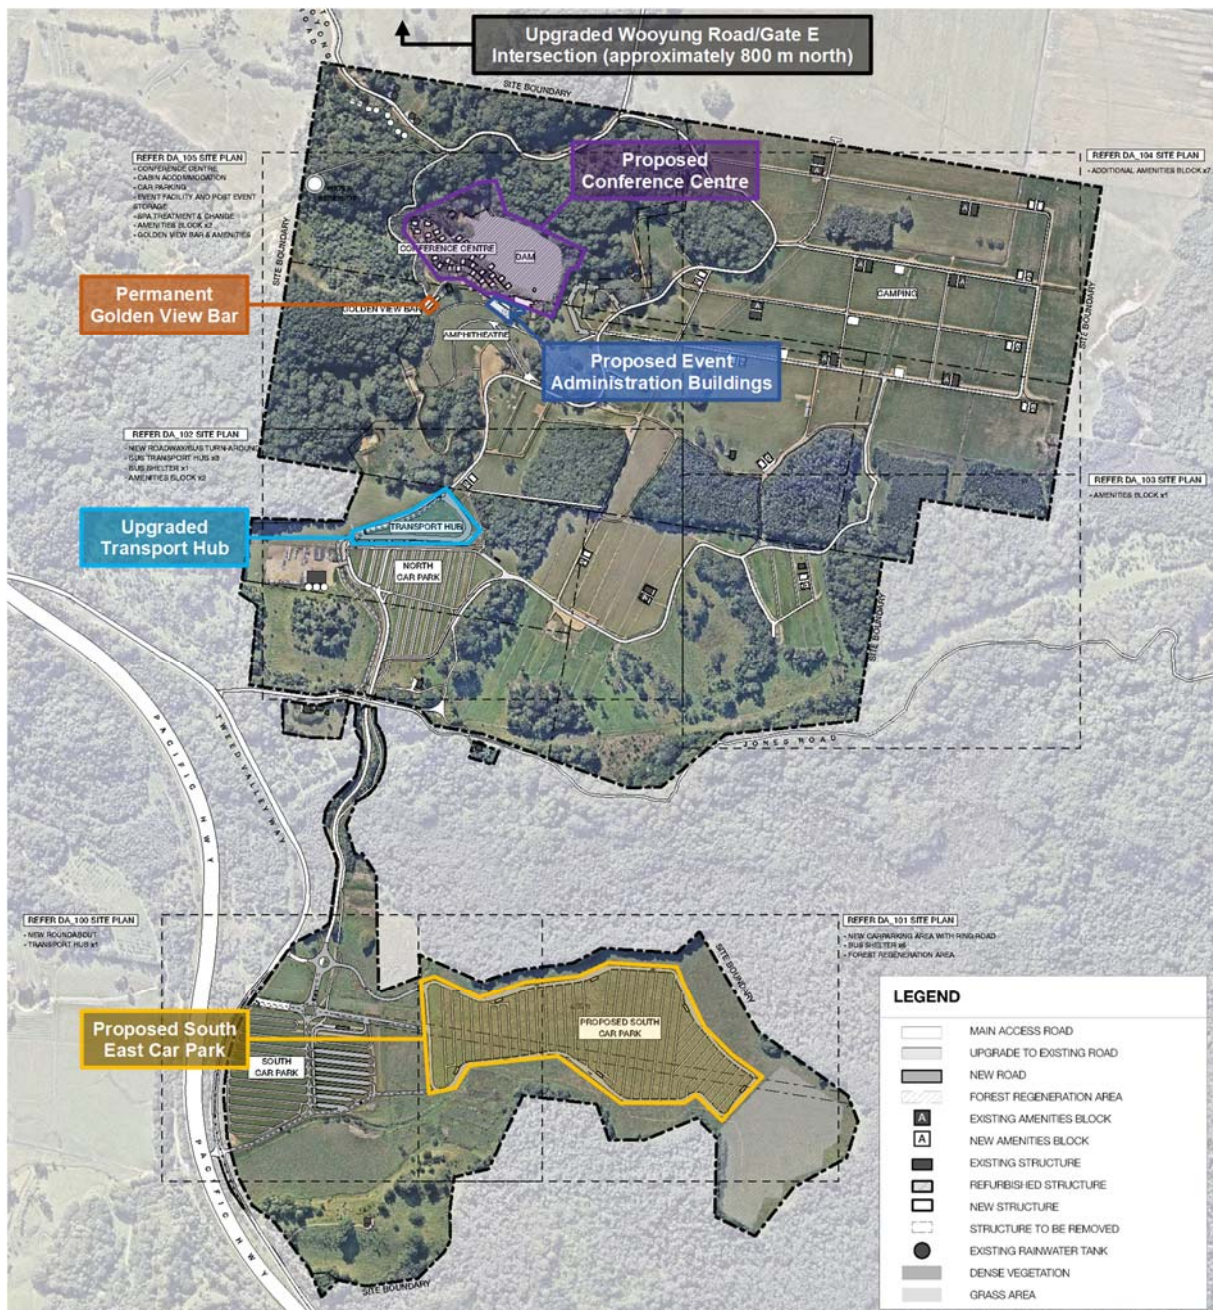 Upgraded Wooyung Road/Gate E
Intersection (approximately 800 m north)
SITE BOUNDARY
REFER DA_105 SITE PLAN
- CONFERENCE CENTRE
- CABIN ACCOMMODATION
- CAR PARKING
- EVENT FACILITY AND POST EVENT
STORAGE
- SPA TREATMENT & CHANGE
- AMENITIES BLOCK x2
- GOLDEN VIEW BAR & AMENITIES
Proposed
Conference Centre
REFER DA_104 SITE PLAN
- ADDITIONAL AMENITIES BLOCK x7
SITE BOUNDARY
CONFERENCE CENTRE
DAM
CAMPING
SITE BOUNDARY
Permanent
Golden View Bar
GOLDEN VIEW BAR
AMPHITHEATRE
Proposed Event
Administration Buildings
REFER DA_102 SITE PLAN
- NEW ROADWAY/BUS TURN-AROUND
- BUS TRANSPORT HUB x3
- BUS SHELTER x1
- AMENITIES BLOCK x2
REFER DA_103 SITE PLAN
- AMENITIES BLOCK x1
Upgraded
Transport Hub
TRANSPORT HUB
NORTH
CAR PARK
SITE BOUNDARY
JONES ROAD
PACIFIC HWY
TWEED VALLEY WAY
REFER DA_100 SITE PLAN
- NEW ROUNDABOUT
- TRANSPORT HUB x1
REFER DA_101 SITE PLAN
- NEW CARPARKING AREA WITH RING ROAD
- BUS SHELTER x6
- FOREST REGENERATION AREA
SITE BOUNDARY
Proposed South
East Car Park
PROPOSED SOUTH
CAR PARK
SOUTH
CAR PARK
PACIFIC HWY
SITE BOUNDARY
LEGEND
MAIN ACCESS ROAD
UPGRADE TO EXISTING ROAD
NEW ROAD
FOREST REGENERATION AREA
A EXISTING AMENITIES BLOCK
A NEW AMENITIES BLOCK
EXISTING STRUCTURE
REFURBISHED STRUCTURE
NEW STRUCTURE
STRUCTURE TO BE REMOVED
EXISTING RAINWATER TANK
DENSE VEGETATION
GRASS AREA